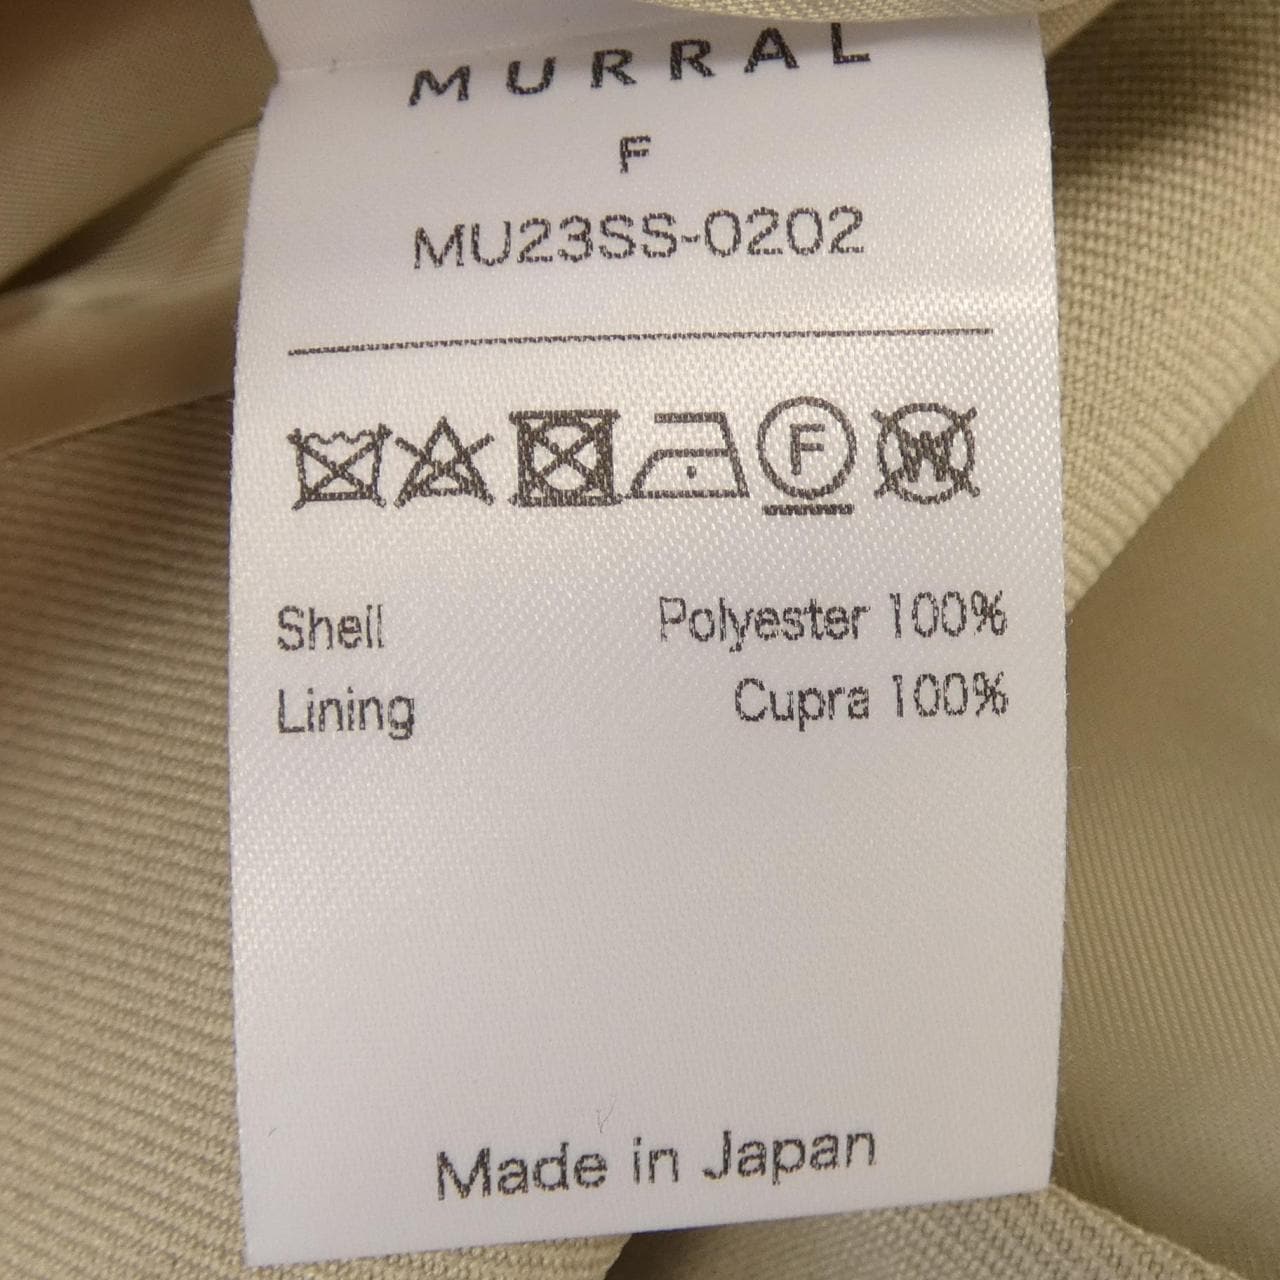 MURRAL
F
MU23SS-0202
F W
Shell Polyester 100%
Lining Cupra 100%
Made in Japan